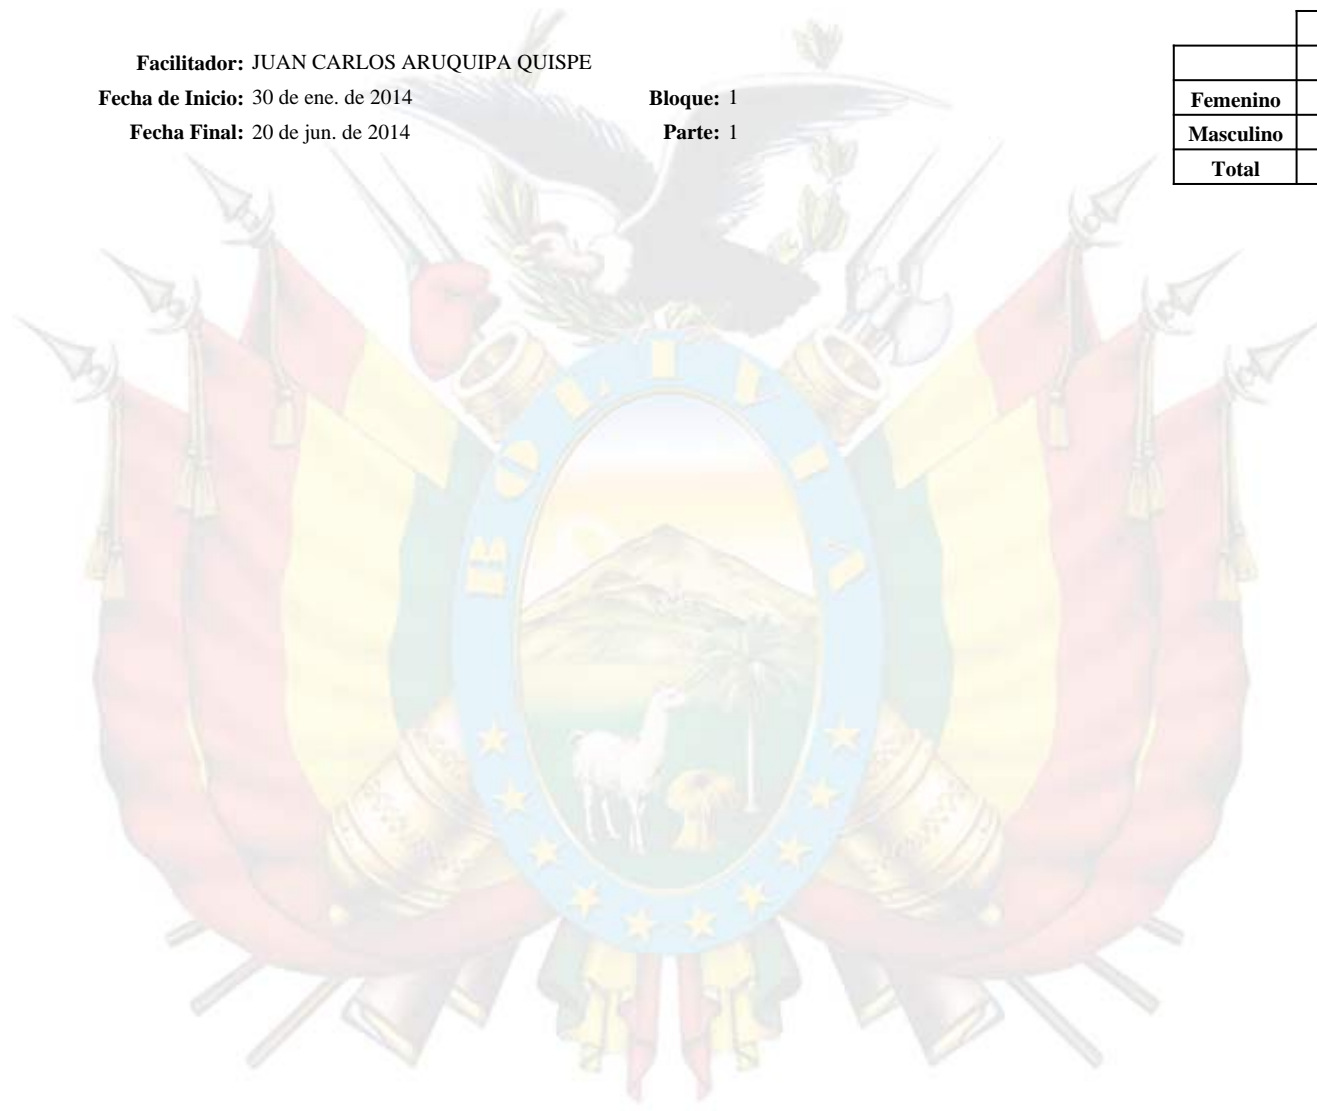 Facilitador: JUAN CARLOS ARUQUIPA QUISPE
Fecha de Inicio: 30 de ene. de 2014 Bloque: 1
Fecha Final: 20 de jun. de 2014 Parte: 1
Femenino
Masculino
Total
BOLIVIA